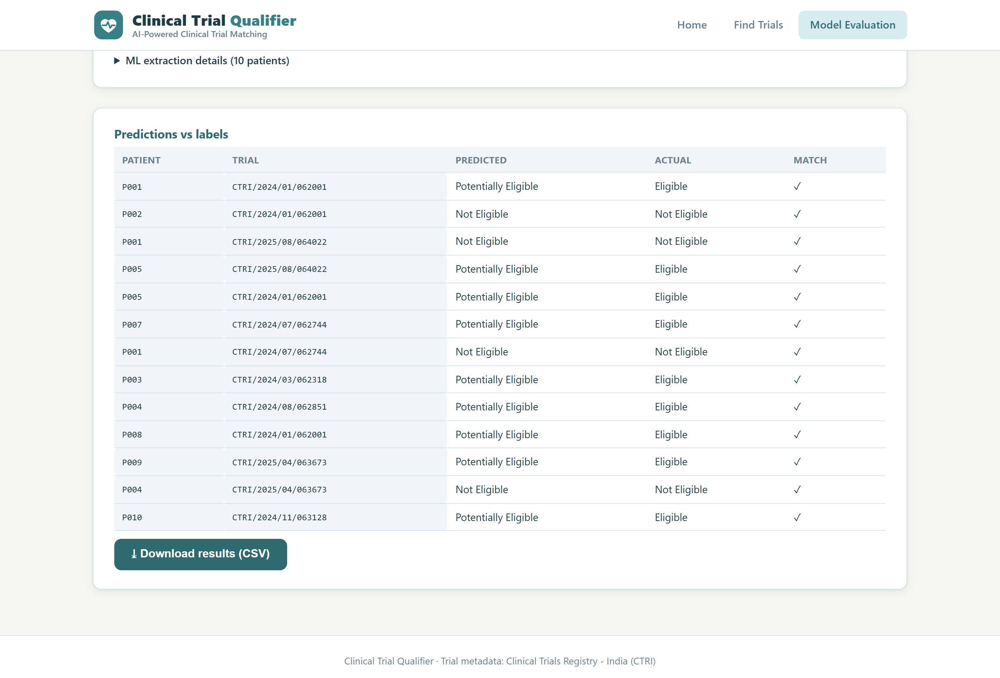 Clinical Trial Qualifier
AI-Powered Clinical Trial Matching
Home Find Trials Model Evaluation
▶ ML extraction details (10 patients)
Predictions vs labels
PATIENT TRIAL PREDICTED ACTUAL MATCH
P001 CTRI/2024/01/062001 Potentially Eligible Eligible ✓
P002 CTRI/2024/01/062001 Not Eligible Not Eligible ✓
P001 CTRI/2025/08/064022 Not Eligible Not Eligible ✓
P005 CTRI/2025/08/064022 Potentially Eligible Eligible ✓
P005 CTRI/2024/01/062001 Potentially Eligible Eligible ✓
P007 CTRI/2024/07/062744 Potentially Eligible Eligible ✓
P001 CTRI/2024/07/062744 Not Eligible Not Eligible ✓
P003 CTRI/2024/03/062318 Potentially Eligible Eligible ✓
P004 CTRI/2024/08/062851 Potentially Eligible Eligible ✓
P008 CTRI/2024/01/062001 Potentially Eligible Eligible ✓
P009 CTRI/2025/04/063673 Potentially Eligible Eligible ✓
P004 CTRI/2025/04/063673 Not Eligible Not Eligible ✓
P010 CTRI/2024/11/063128 Potentially Eligible Eligible ✓
⤓ Download results (CSV)
Clinical Trial Qualifier · Trial metadata: Clinical Trials Registry - India (CTRI)